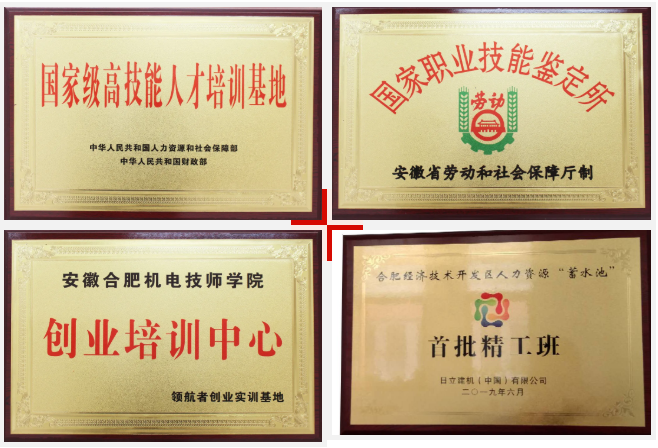 国家级高技能人才培训基地
中华人民共和国人力资源和社会保障部
中华人民共和国财政部
国家职业技能鉴定所
劳动
安徽省劳动和社会保障厅制
安徽合肥机电技师学院
创业培训中心
领航者创业实训基地
合肥经济技术开发区人力资源“蓄水池”
首批精工班
日立建机（中国）有限公司
二〇一九年六月